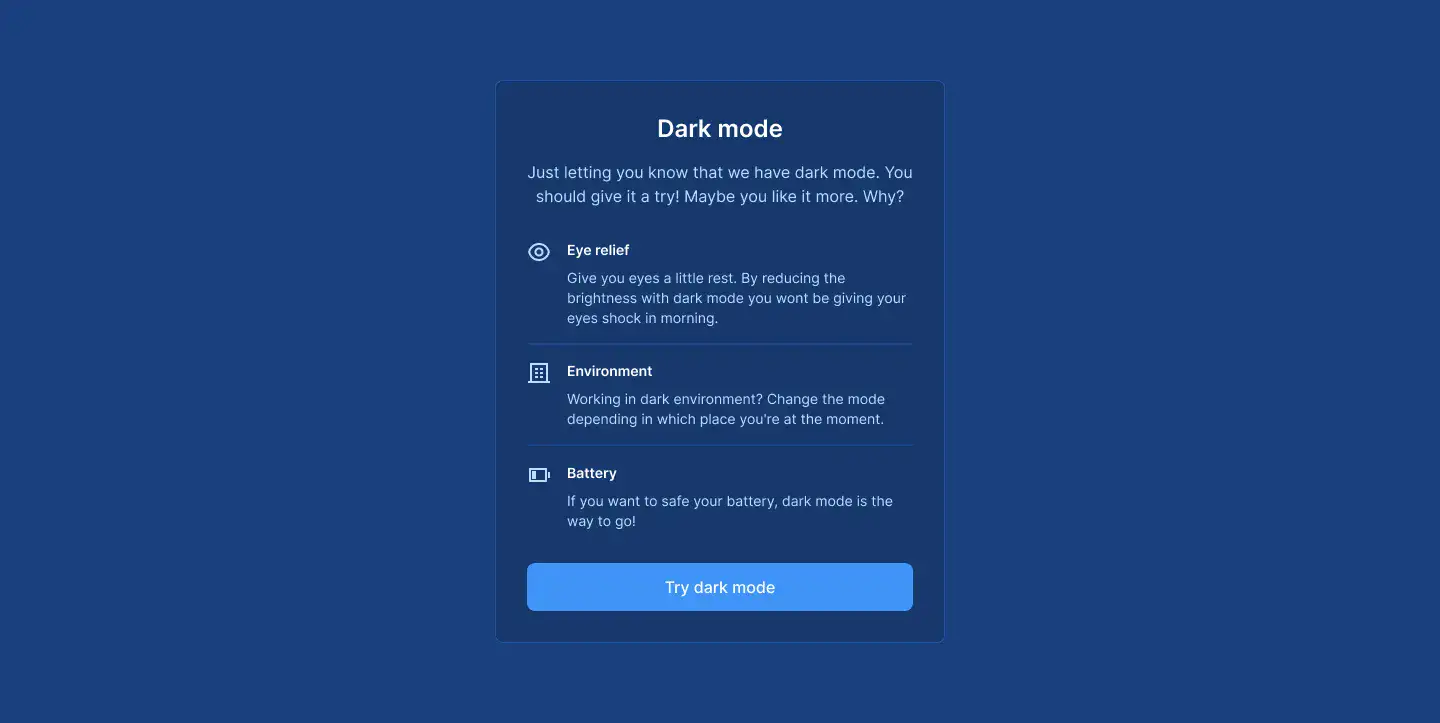 Dark mode
Just letting you know that we have dark mode. You
should give it a try! Maybe you like it more. Why?
Eye relief
Give you eyes a little rest. By reducing the
brightness with dark mode you wont be giving your
eyes shock in morning.
Environment
Working in dark environment? Change the mode
depending in which place you're at the moment.
Battery
If you want to safe your battery, dark mode is the
way to go!
Try dark mode